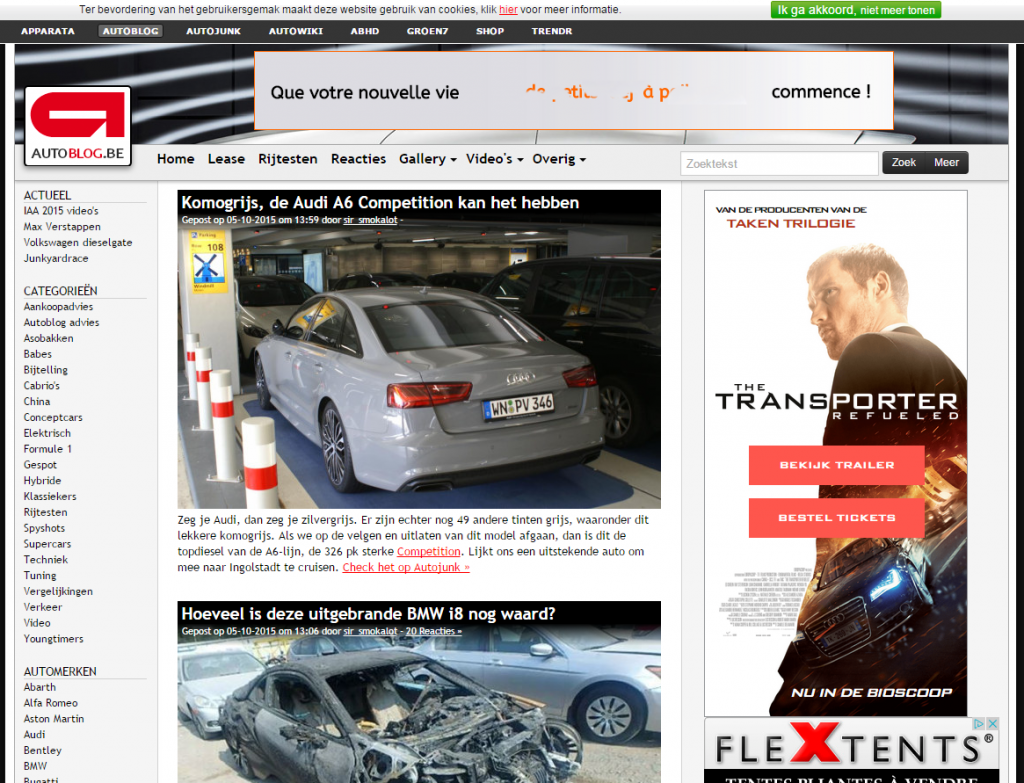 Ter bevordering van het gebruikersgemak maakt deze website gebruik van cookies, klik hier voor meer informatie.
Ik ga akkoord, niet meer tonen
APPARATA AUTOBLOG AUTOJUNK AUTOWIKI ABHD GROEN7 SHOP TRENDR
Que votre nouvelle vie
commence !
AUTOBLOG.BE
Home Lease Rijtesten Reacties Gallery Video's Overig
Zoektekst
Zoek Meer
ACTUEEL
IAA 2015 video's
Max Verstappen
Volkswagen dieselgate
Junkyardrace
CATEGORIEËN
Aankoopadvies
Autoblog advies
Asobakken
Babes
Bijtelling
Cabrio's
China
Conceptcars
Elektrisch
Formule 1
Gespot
Hybride
Klassiekers
Rijtesten
Spyshots
Supercars
Techniek
Tuning
Vergelijkingen
Verkeer
Video
Youngtimers
AUTOMERKEN
Abarth
Alfa Romeo
Aston Martin
Audi
Bentley
BMW
Bugatti
Komogrijs, de Audi A6 Competition kan het hebben
Gepost op 05-10-2015 om 13:59 door sir_smokalot -
Parking
108
WN PV 346
Zeg je Audi, dan zeg je zilvergrijs. Er zijn echter nog 49 andere tinten grijs, waaronder dit
lekkere komogrijs. Als we op de velgen en uitlaten van dit model afgaan, dan is dit de
topdiesel van de A6-lijn, de 326 pk sterke Competition. Lijkt ons een uitstekende auto om
mee naar Ingolstadt te cruisen. Check het op Autojunk »
Hoeveel is deze uitgebrande BMW i8 nog waard?
Gepost op 05-10-2015 om 13:06 door sir_smokalot - 20 Reacties »
VAN DE PRODUCENTEN VAN DE
TAKEN TRILOGIE
THE
TRANSPORTER
REFUELED
BEKIJK TRAILER
BESTEL TICKETS
NU IN DE BIOSCOOP
FLEXTENTS®
TENTES PLIANTES À VENDRE